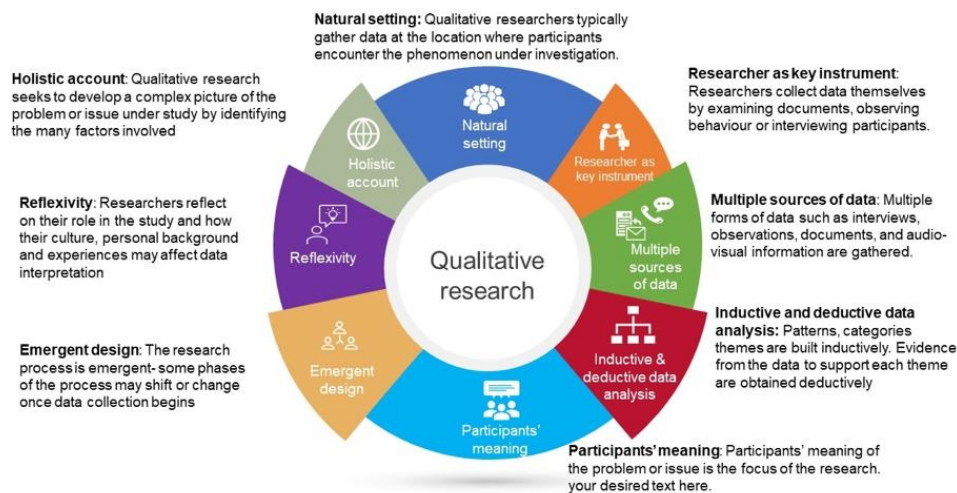 Natural setting: Qualitative researchers typically
gather data at the location where participants
encounter the phenomenon under investigation.
Holistic account: Qualitative research
seeks to develop a complex picture of the
problem or issue under study by identifying
the many factors involved
Researcher as key instrument:
Researchers collect data themselves
by examining documents, observing
behaviour or interviewing participants.
Reflexivity: Researchers reflect
on their role in the study and how
their culture, personal background
and experiences may affect data
interpretation
Multiple sources of data: Multiple
forms of data such as interviews,
observations, documents, and audio-
visual information are gathered.
Emergent design: The research
process is emergent- some phases
of the process may shift or change
once data collection begins
Inductive and deductive data
analysis: Patterns, categories
themes are built inductively. Evidence
from the data to support each theme
are obtained deductively
Participants' meaning: Participants' meaning of
the problem or issue is the focus of the research.
your desired text here.
Natural
setting
Researcher as
key instrument
Multiple
sources
of data
Inductive &
deductive data
analysis
Participants'
meaning
Emergent
design
Reflexivity
Holistic
account
Qualitative
research